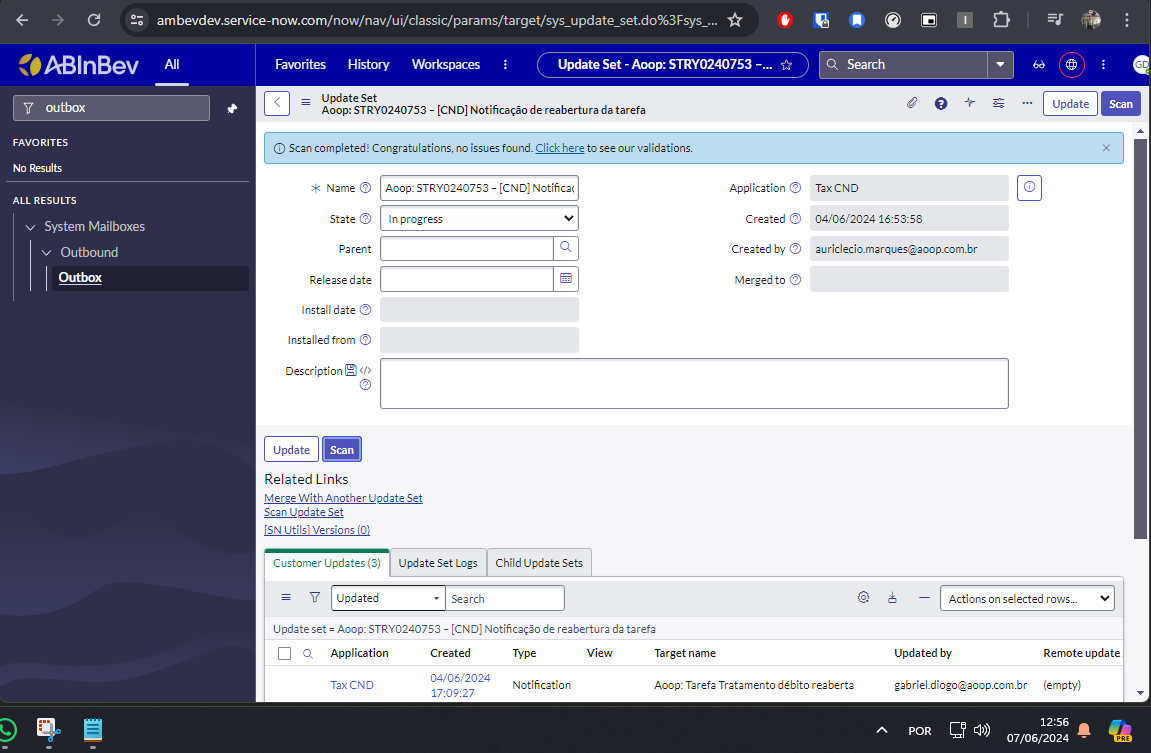 ambevdev.service-now.com/now/nav/ui/classic/params/target/sys_update_set.do%3Fsys_...
ABInBev
All
Favorites
History
Workspaces
Update Set - Aoop: STRY0240753 –...
Search
GD
outbox
FAVORITES
No Results
ALL RESULTS
System Mailboxes
Outbound
Outbox
Update Set
Aoop: STRY0240753 – [CND] Notificação de reabertura da tarefa
Update
Scan
Scan completed! Congratulations, no issues found. Click here to see our validations.
Name
Aoop: STRY0240753 – [CND] Notificaç
Application
Tax CND
State
In progress
Created
04/06/2024 16:53:58
Parent
Created by
auriclecio.marques@aoop.com.br
Release date
Merged to
Install date
Installed from
Description
</>
Update
Scan
Related Links
Merge With Another Update Set
Scan Update Set
[SN Utils] Versions (0)
Customer Updates (3)
Update Set Logs
Child Update Sets
Updated
Search
Actions on selected rows...
Update set = Aoop: STRY0240753 – [CND] Notificação de reabertura da tarefa
Application
Created
Type
View
Target name
Updated by
Remote update
Tax CND
04/06/2024
17:09:27
Notification
Aoop: Tarefa Tratamento débito reaberta
gabriel.diogo@aoop.com.br
(empty)
POR
12:56
07/06/2024
PRE